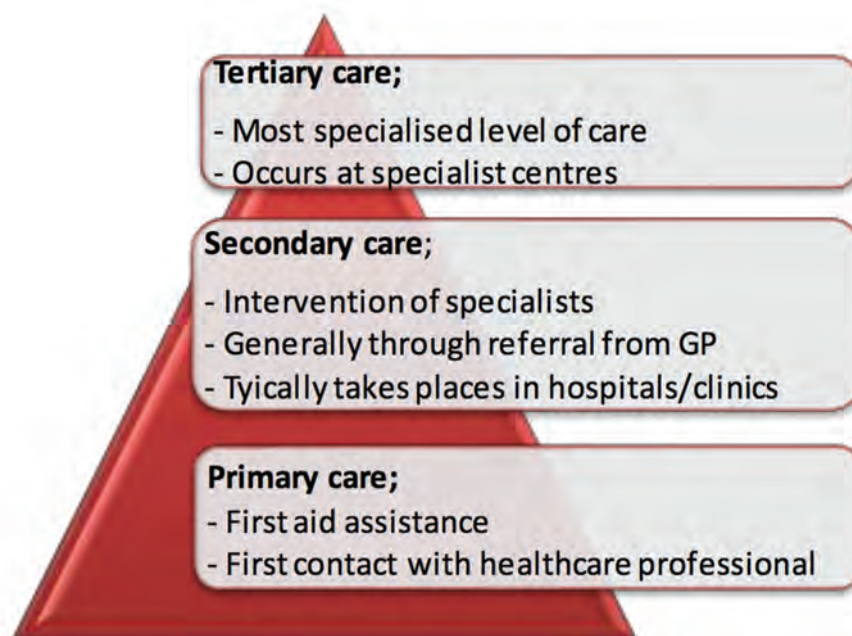 Tertiary care;
- Most specialised level of care
- Occurs at specialist centres
Secondary care;
- Intervention of specialists
- Generally through referral from GP
- Tyically takes places in hospitals/clinics
Primary care;
- First aid assistance
- First contact with healthcare professional